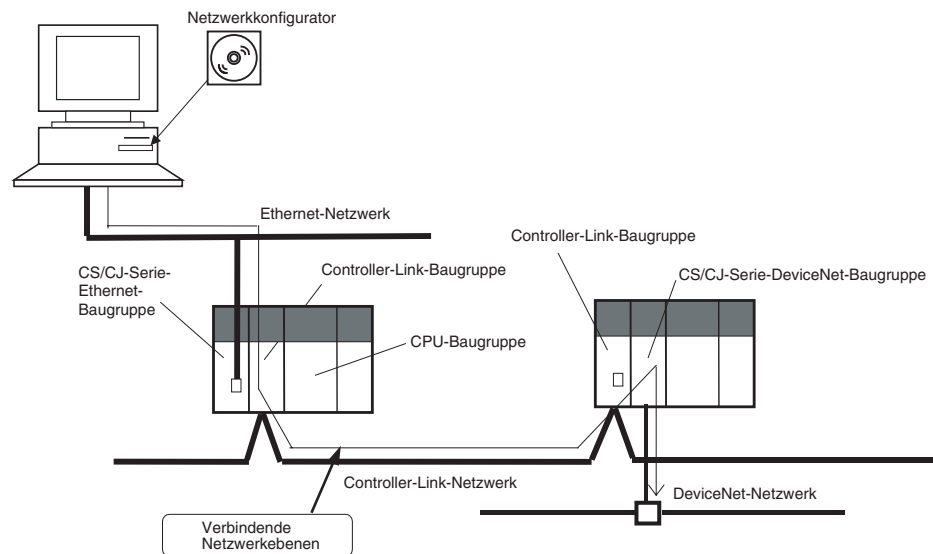 Netzwerkkonfigurator
Ethernet-Netzwerk
Controller-Link-Baugruppe
CS/CJ-Serie-
Ethernet-
Baugruppe
Controller-Link-Baugruppe
CS/CJ-Serie-DeviceNet-Baugruppe
CPU-Baugruppe
Controller-Link-Netzwerk
DeviceNet-Netzwerk
Verbindende
Netzwerkebenen